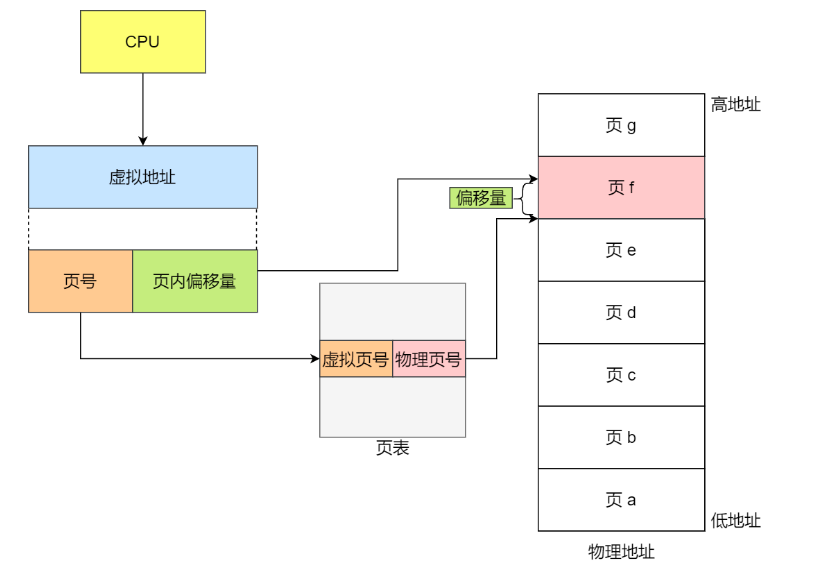 CPU
虚拟地址
页号
页内偏移量
虚拟页号
物理页号
页表
偏移量
高地址
页 g
页 f
页 e
页 d
页 c
页 b
页 a
低地址
物理地址